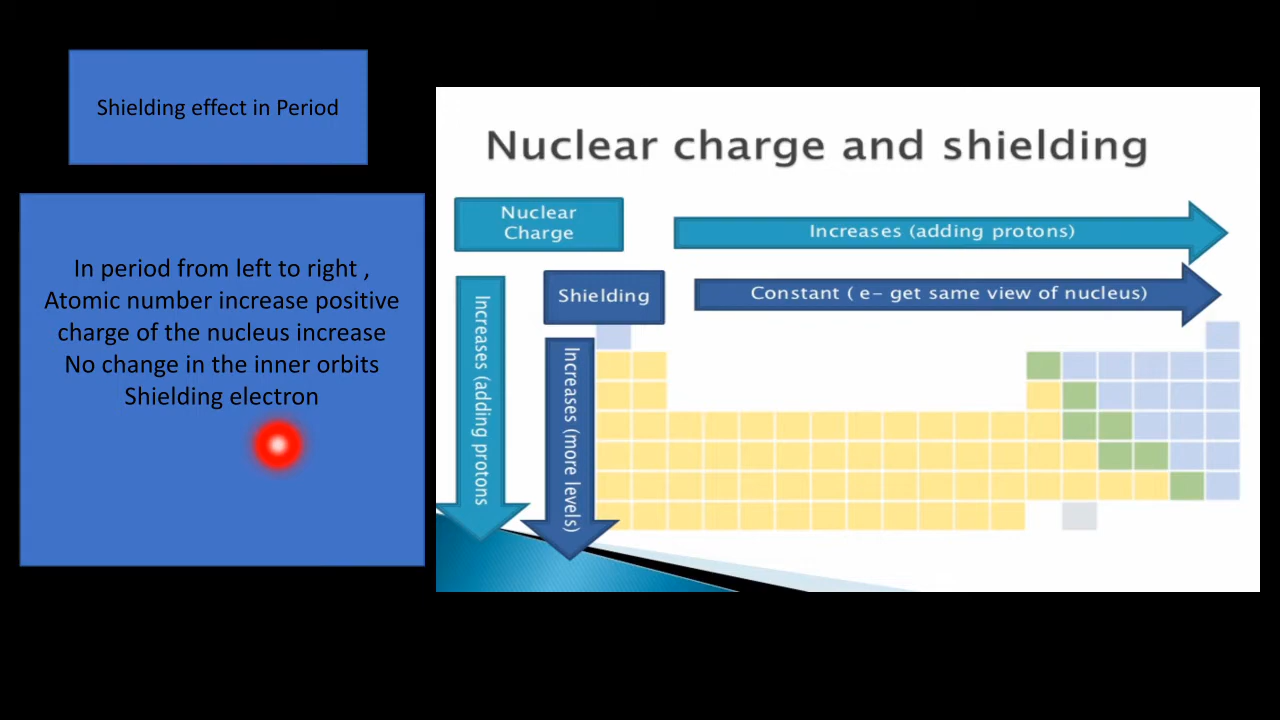 Shielding effect in Period
In period from left to right ,
Atomic number increase positive
charge of the nucleus increase
No change in the inner orbits
Shielding electron
Nuclear charge and shielding
Nuclear
Charge
Increases (adding protons)
Shielding
Constant ( e- get same view of nucleus)
Increases (adding protons
Increases (more levels)